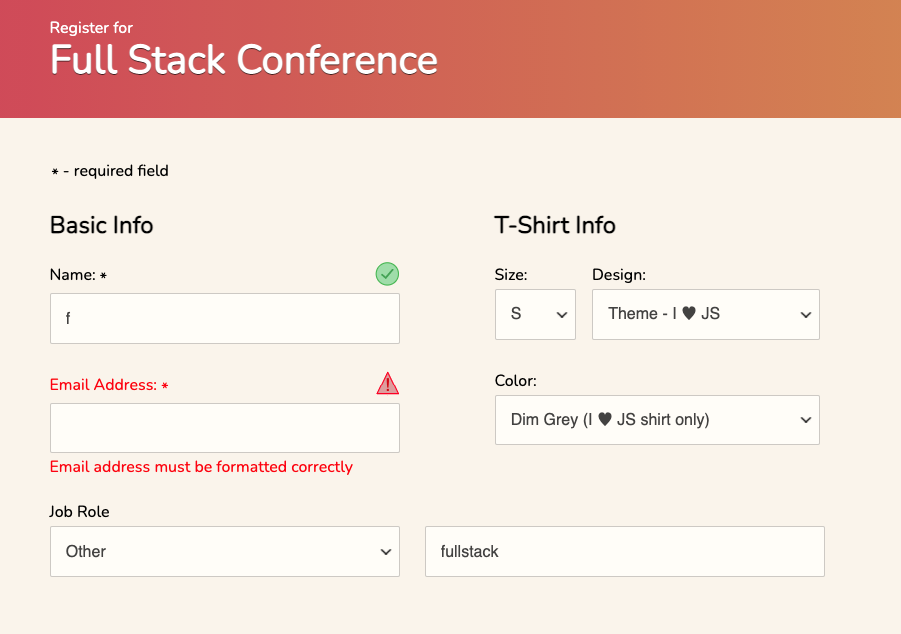 Register for
Full Stack Conference
* - required field
Basic Info
Name: *
f
Email Address: *
Email address must be formatted correctly
T-Shirt Info
Size:
Design:
S
Theme - I ♥ JS
Color:
Dim Grey (I ♥ JS shirt only)
Job Role
Other
fullstack